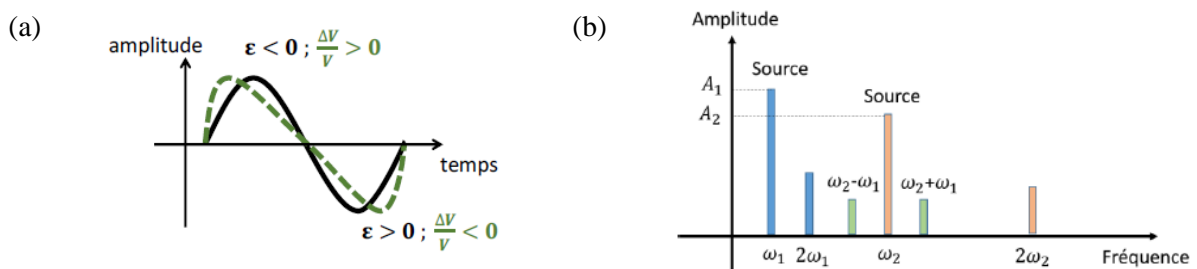 (a)
amplitude
ε < 0 ; ΔV/V > 0
temps
ε > 0 ; ΔV/V < 0
(b)
Amplitude
Source
A₁
Source
A₂
ω₂-ω₁
ω₂+ω₁
ω₁
2ω₁
ω₂
2ω₂
Fréquence